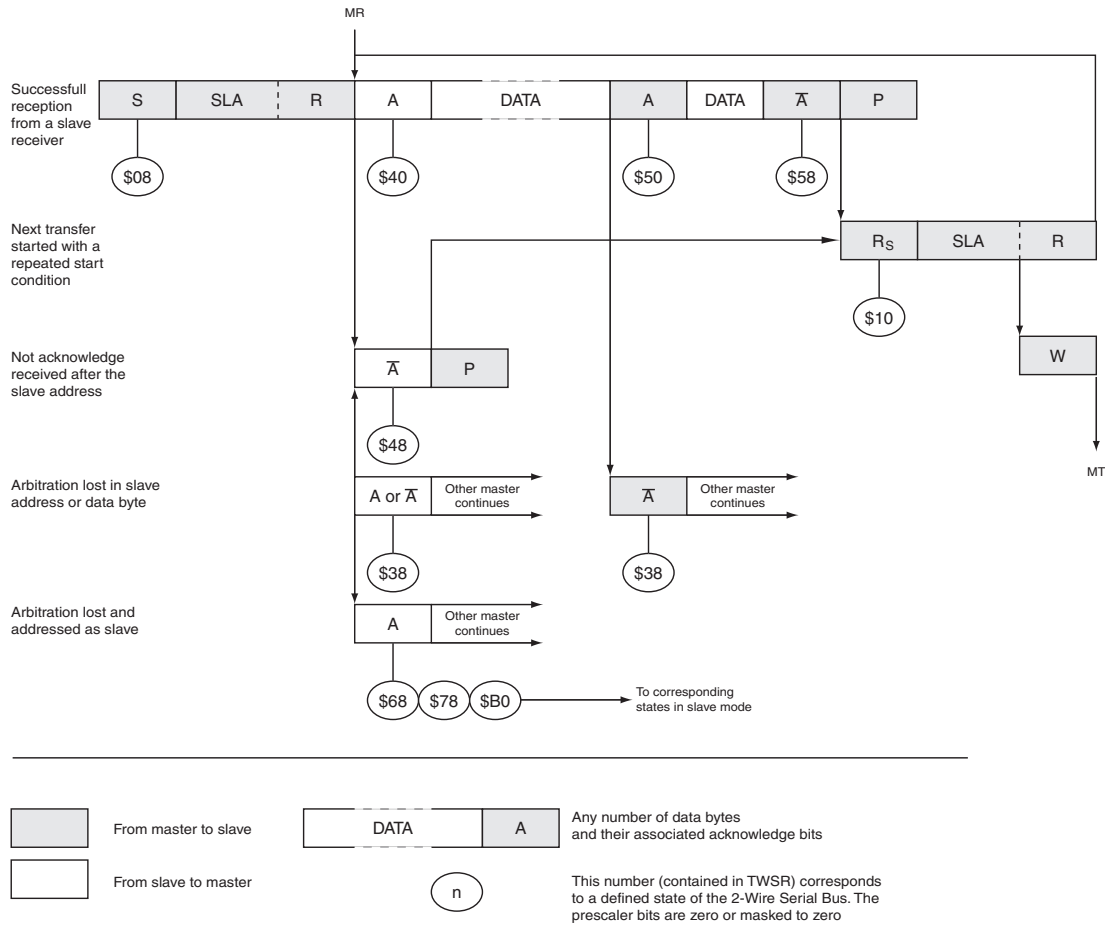 MR
Successfull
reception
from a slave
receiver
S SLA R A DATA A DATA A̅ P
$08 $40 $50 $58
Next transfer
started with a
repeated start
condition
RS SLA R
$10
Not acknowledge
received after the
slave address
A̅ P
W
$48
MT
Arbitration lost in slave
address or data byte
A or A̅
Other master
continues
A̅
Other master
continues
$38 $38
Arbitration lost and
addressed as slave
A
Other master
continues
$68 $78 $B0
To corresponding
states in slave mode
From master to slave
DATA A
Any number of data bytes
and their associated acknowledge bits
From slave to master
n
This number (contained in TWSR) corresponds
to a defined state of the 2-Wire Serial Bus. The
prescaler bits are zero or masked to zero